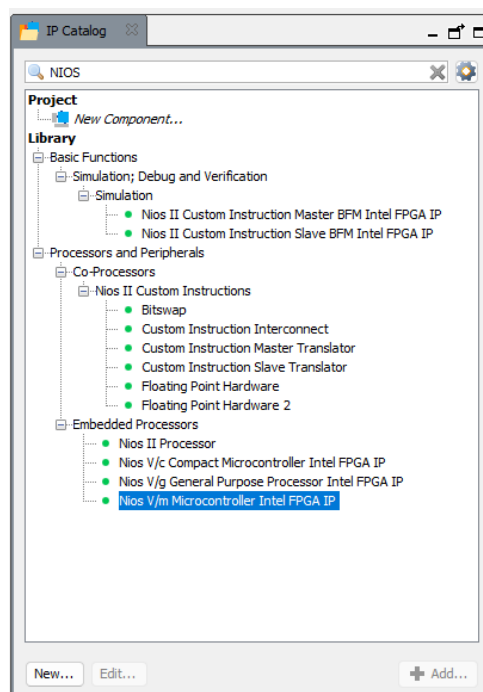 IP Catalog
NIOS
Project
New Component...
Library
Basic Functions
Simulation; Debug and Verification
Simulation
Nios II Custom Instruction Master BFM Intel FPGA IP
Nios II Custom Instruction Slave BFM Intel FPGA IP
Processors and Peripherals
Co-Processors
Nios II Custom Instructions
Bitswap
Custom Instruction Interconnect
Custom Instruction Master Translator
Custom Instruction Slave Translator
Floating Point Hardware
Floating Point Hardware 2
Embedded Processors
Nios II Processor
Nios V/c Compact Microcontroller Intel FPGA IP
Nios V/g General Purpose Processor Intel FPGA IP
Nios V/m Microcontroller Intel FPGA IP
New... Edit... Add...